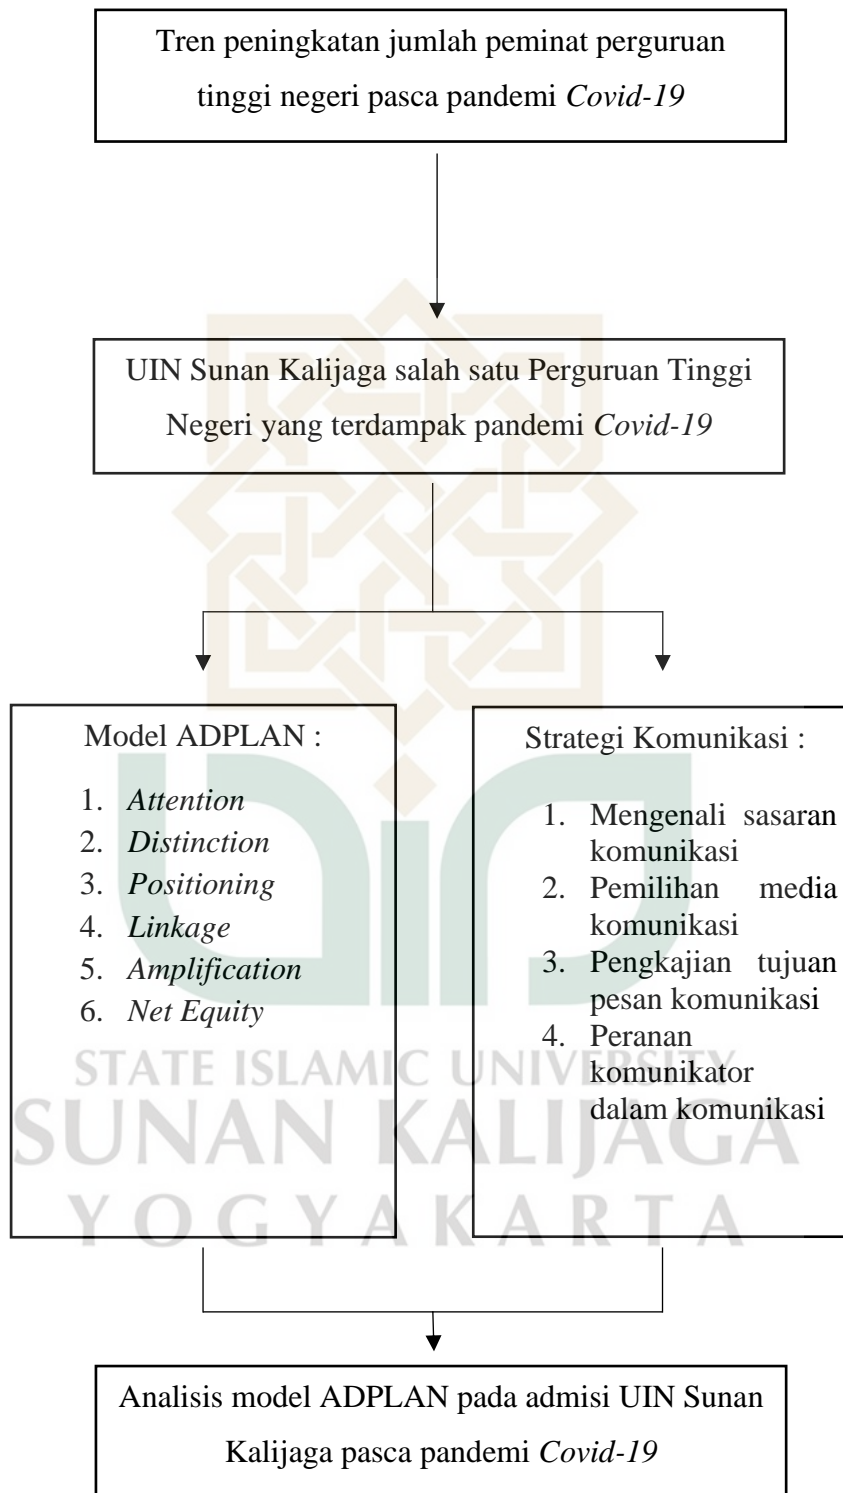 Tren peningkatan jumlah peminat perguruan
tinggi negeri pasca pandemi Covid-19
UIN Sunan Kalijaga salah satu Perguruan Tinggi
Negeri yang terdampak pandemi Covid-19
Model ADPLAN :
1. Attention
2. Distinction
3. Positioning
4. Linkage
5. Amplification
6. Net Equity
Strategi Komunikasi :
1. Mengenali sasaran
komunikasi
2. Pemilihan media
komunikasi
3. Pengkajian tujuan
pesan komunikasi
4. Peranan
komunikator
dalam komunikasi
STATE ISLAMIC UNIVERSITY
SUNAN KALIJAGA
YOGYAKARTA
Analisis model ADPLAN pada admisi UIN Sunan
Kalijaga pasca pandemi Covid-19